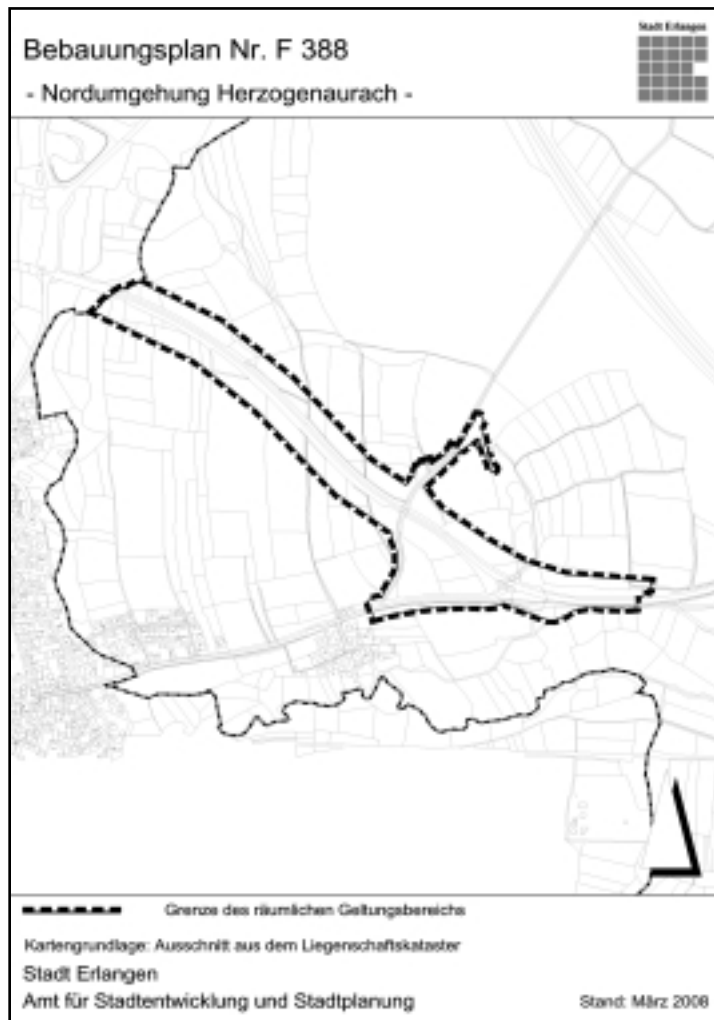 Bebauungsplan Nr. F 388
Stadt Erlangen
- Nordumgehung Herzogenaurach -
Grenze des räumlichen Geltungsbereichs
Kartengrundlage: Ausschnitt aus dem Liegenschaftskataster
Stadt Erlangen
Amt für Stadtentwicklung und Stadtplanung
Stand: März 2008